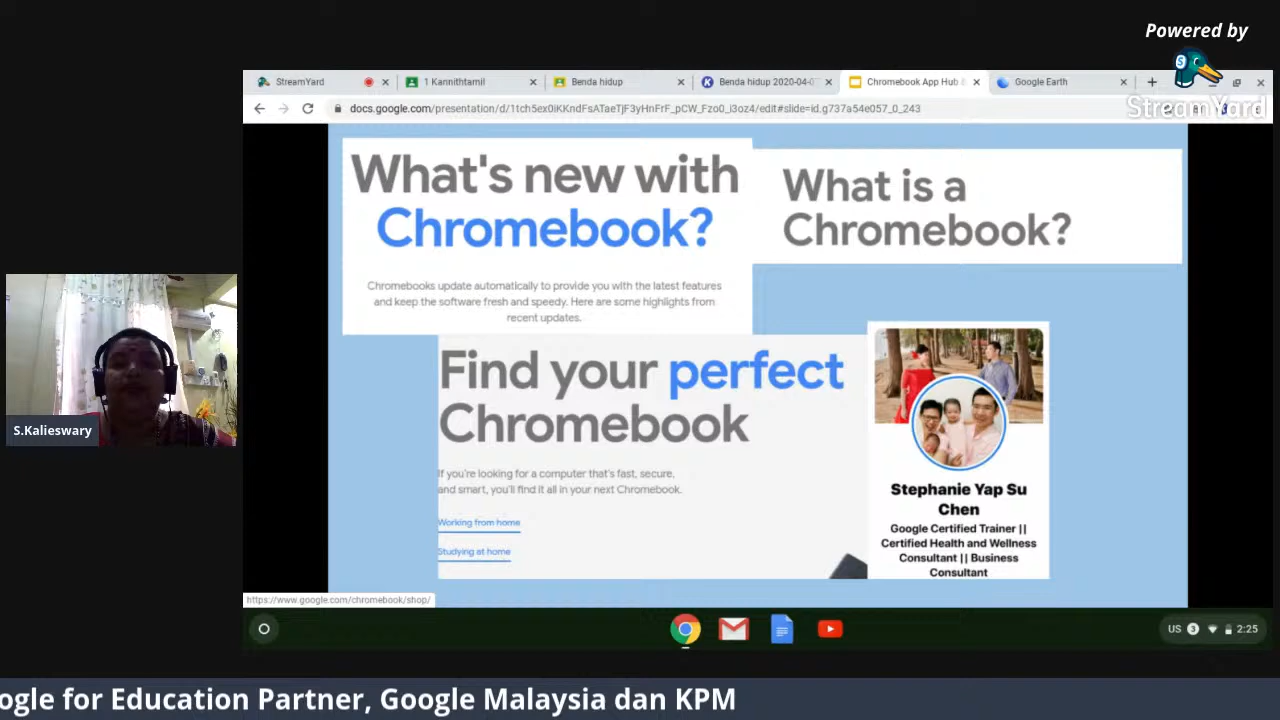 Powered by
StreamYard
StreamYard
1 Kannithtamil
Benda hidup
Benda hidup 2020-04-0
Chromebook App Hub &
Google Earth
docs.google.com/presentation/d/1tch5ex0iKKndFsATaeTjF3yHnFrF_pCW_Fzo0_i3oz4/edit#slide=id.g737a54e057_0_243
What's new with
Chromebook?
Chromebooks update automatically to provide you with the latest features
and keep the software fresh and speedy. Here are some highlights from
recent updates.
What is a
Chromebook?
Find your perfect
Chromebook
If you're looking for a computer that's fast, secure,
and smart, you'll find it all in your next Chromebook.
Working from home
Studying at home
Stephanie Yap Su
Chen
Google Certified Trainer ||
Certified Health and Wellness
Consultant || Business
Consultant
S.Kalieswary
https://www.google.com/chromebook/shop/
US 3 2:25
ogle for Education Partner, Google Malaysia dan KPM